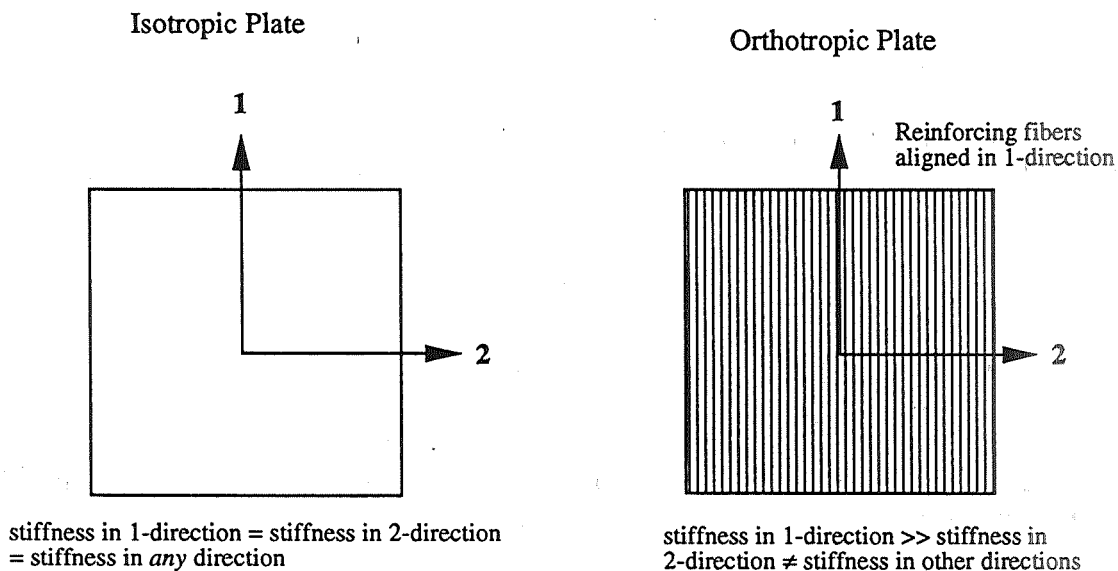 Isotropic Plate
1
2
stiffness in 1-direction = stiffness in 2-direction
= stiffness in any direction
Orthotropic Plate
1
Reinforcing fibers
aligned in 1-direction
2
stiffness in 1-direction >> stiffness in
2-direction ≠ stiffness in other directions